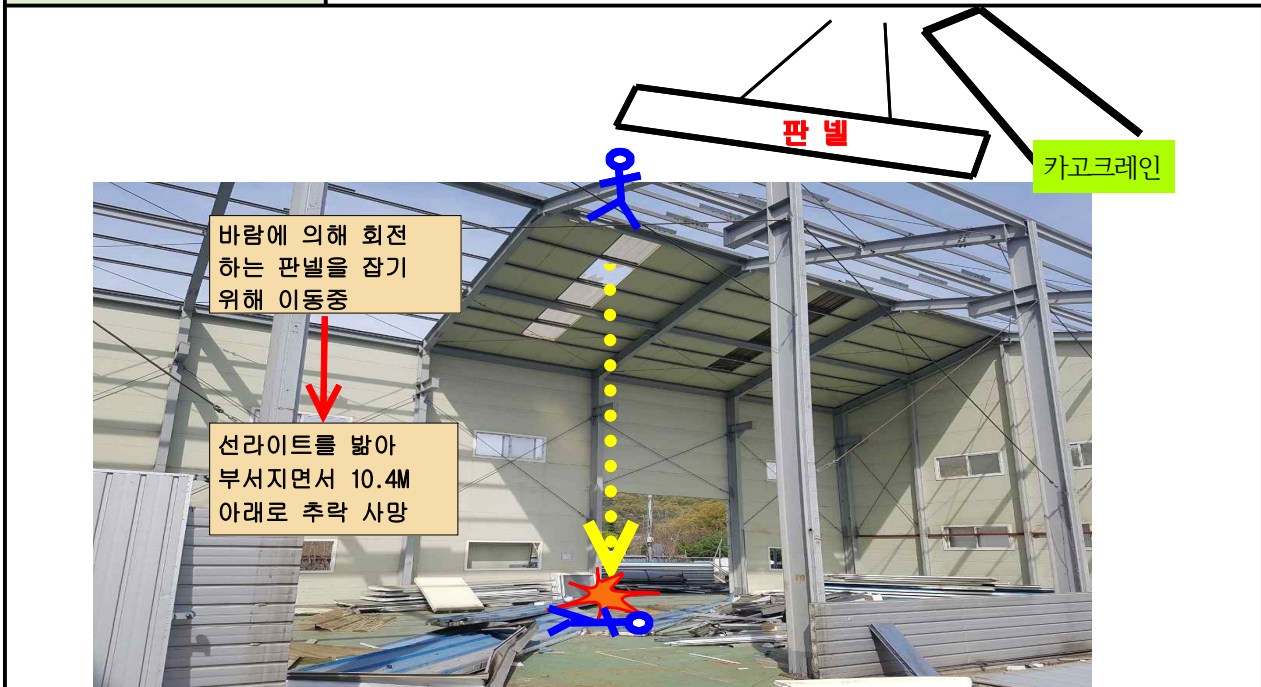 판 넬
카고크레인
바람에 의해 회전
하는 판넬을 잡기
위해 이동중
선라이트를 밟아
부서지면서 10.4M
아래로 추락 사망